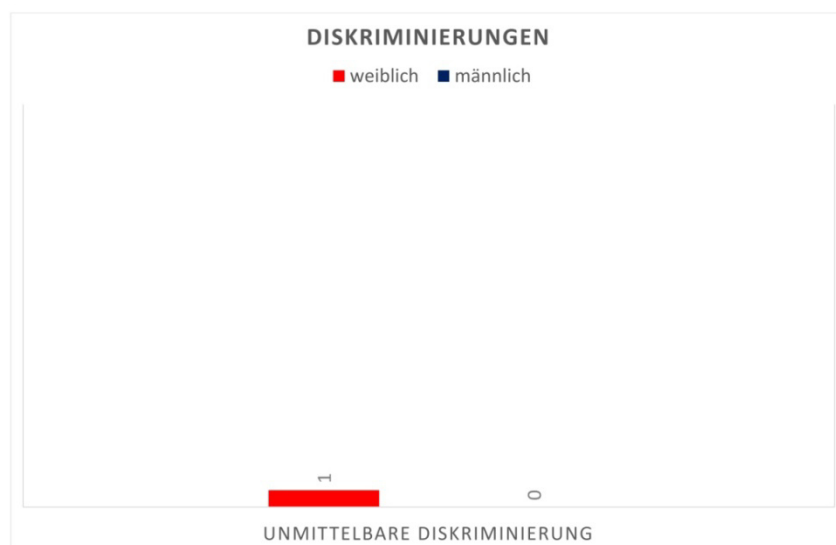 DISKRIMINIERUNGEN
weiblich männlich
1 0
UNMITTELBARE DISKRIMINIERUNG